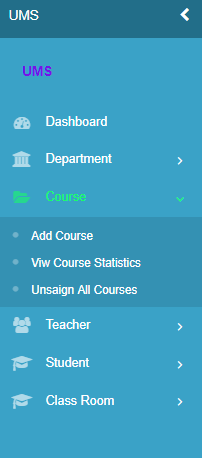 UMS
UMS
Dashboard
Department
Course
Add Course
Viw Course Statistics
Unsaign All Courses
Teacher
Student
Class Room